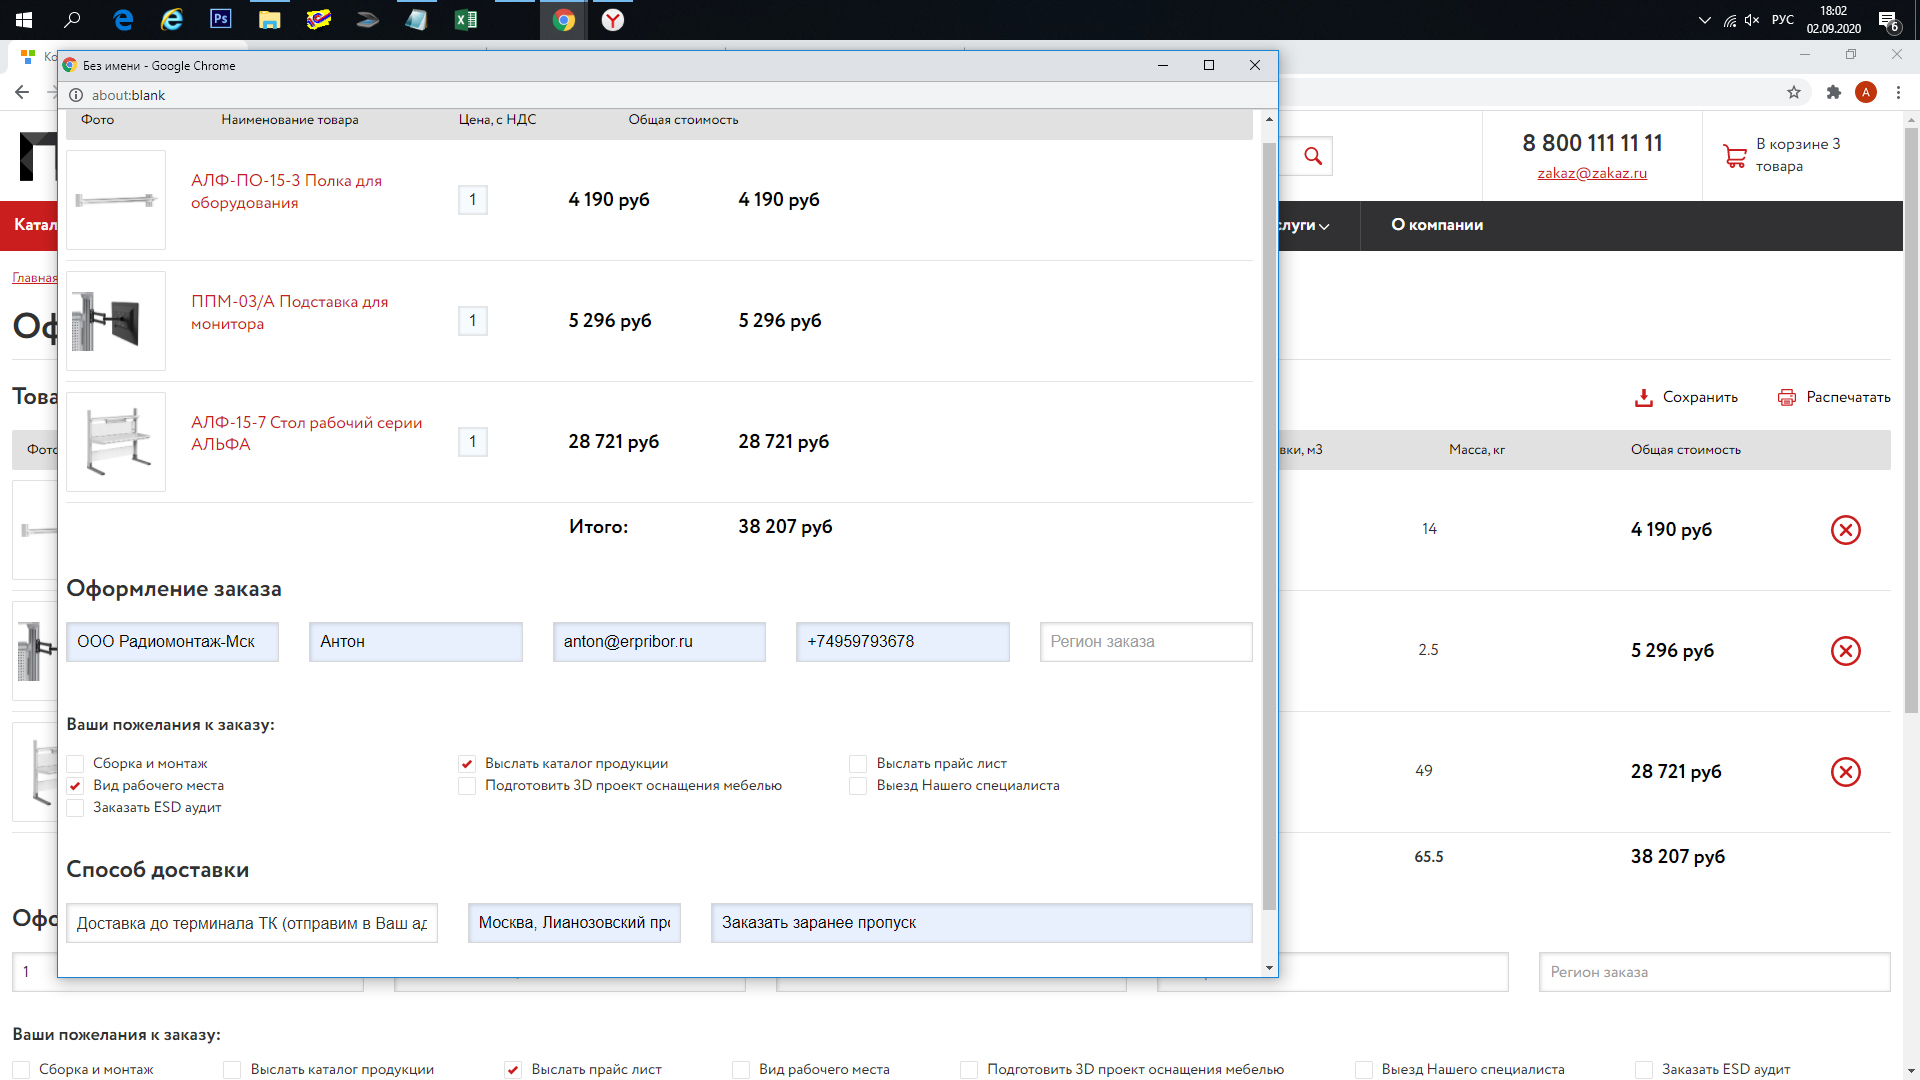 18:02
РУС
02.09.2020
6
Ко
Без имени - Google Chrome
about:blank
A
8 800 111 11 11
zakaz@zakaz.ru
В корзине 3
товара
Катал
слуги
О компании
Главная
Оф
Това
Сохранить
Распечатать
Фото
вки, м3
Масса, кг
Общая стоимость
14
4 190 руб
2.5
5 296 руб
49
28 721 руб
65.5
38 207 руб
Офо
1
Регион заказа
Ваши пожелания к заказу:
Сборка и монтаж
Выслать каталог продукции
Выслать прайс лист
Вид рабочего места
Подготовить 3D проект оснащения мебелью
Выезд Нашего специалиста
Заказать ESD аудит
Фото
Наименование товара
Цена, с НДС
Общая стоимость
АЛФ-ПО-15-3 Полка для
оборудования
1
4 190 руб
4 190 руб
ППМ-03/А Подставка для
монитора
1
5 296 руб
5 296 руб
АЛФ-15-7 Стол рабочий серии
АЛЬФА
1
28 721 руб
28 721 руб
Итого:
38 207 руб
Оформление заказа
ООО Радиомонтаж-Мск
Антон
anton@erpribor.ru
+74959793678
Регион заказа
Ваши пожелания к заказу:
Сборка и монтаж
Выслать каталог продукции
Выслать прайс лист
Вид рабочего места
Подготовить 3D проект оснащения мебелью
Выезд Нашего специалиста
Заказать ESD аудит
Способ доставки
Доставка до терминала ТК (отправим в Ваш ад
Москва, Лианозовский про
Заказать заранее пропуск